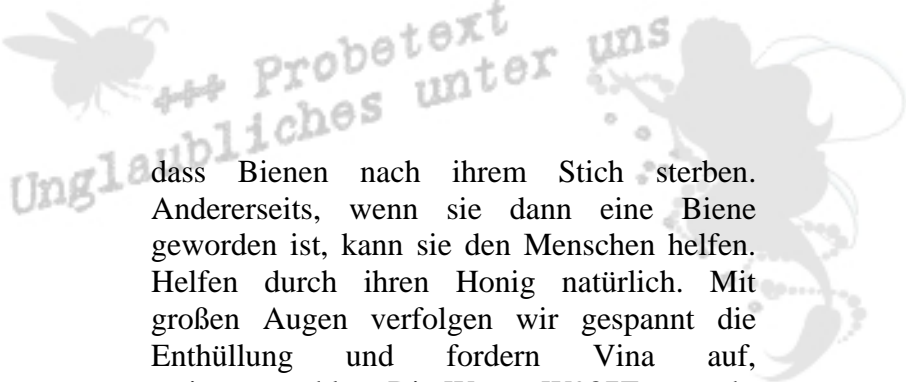 +++ Probetext
Unglaubliches unter uns
dass Bienen nach ihrem Stich sterben.
Andererseits, wenn sie dann eine Biene
geworden ist, kann sie den Menschen helfen.
Helfen durch ihren Honig natürlich. Mit
großen Augen verfolgen wir gespannt die
Enthüllung und fordern Vina auf,